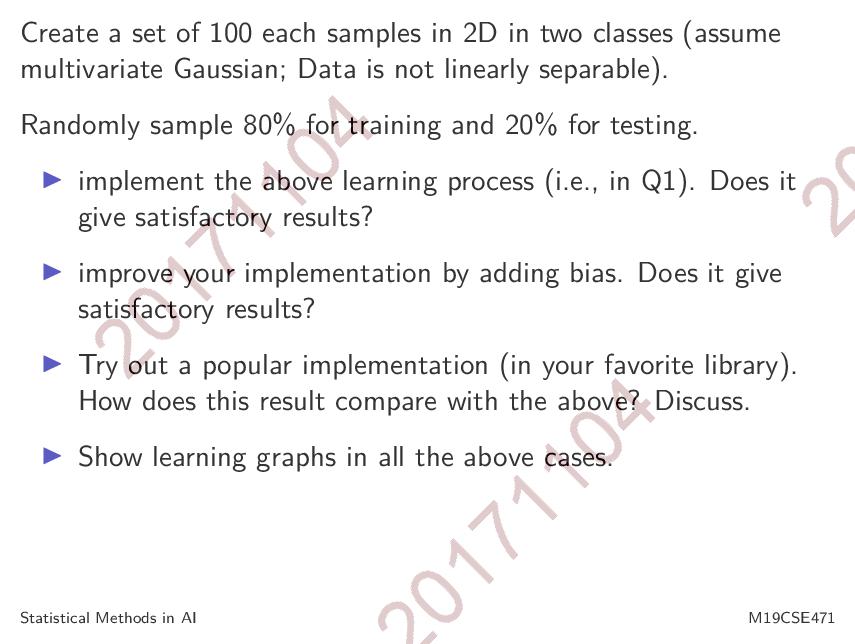 Create a set of 100 each samples in 2D in two classes (assume
multivariate Gaussian; Data is not linearly separable).
Randomly sample 80% for training and 20% for testing.
implement the above learning process (i.e., in Q1). Does it
give satisfactory results?
improve your implementation by adding bias. Does it give
satisfactory results?
Try out a popular implementation (in your favorite library).
How does this result compare with the above? Discuss.
Show learning graphs in all the above cases.
20171104
20171104
20
Statistical Methods in AI
M19CSE471